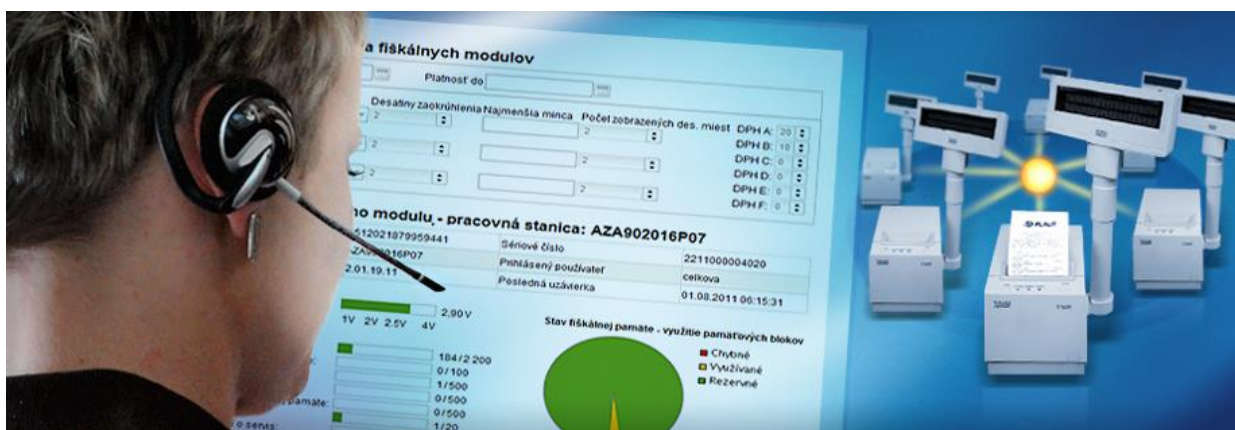 a fiškálnych modulov
Platnosť do
Desatiny zaokrúhlenia Najmenšia minca Počet zobrazených des. miest DPH A: 20
2 2 DPH B: 10
DPH C: 0
2 2 DPH D: 0
DPH E: 0
2 2 DPH F: 0
ho modulu - pracovná stanica: AZA902016P07
512021879959441 Sériové číslo 2211000004020
AZA902016P07 Prihlásený používateľ celkova
2.01.19.11 Posledná uzávierka 01.08.2011 06:15:31
2,90 V
1V 2V 2.5V 4V
Stav fiškálnej pamäte - využitie pamäťových blokov
Chybné
Využívané
Rezervné
184/2 200
0/100
1/500
pamäte: 0/500
0/500
o servis: 1/20